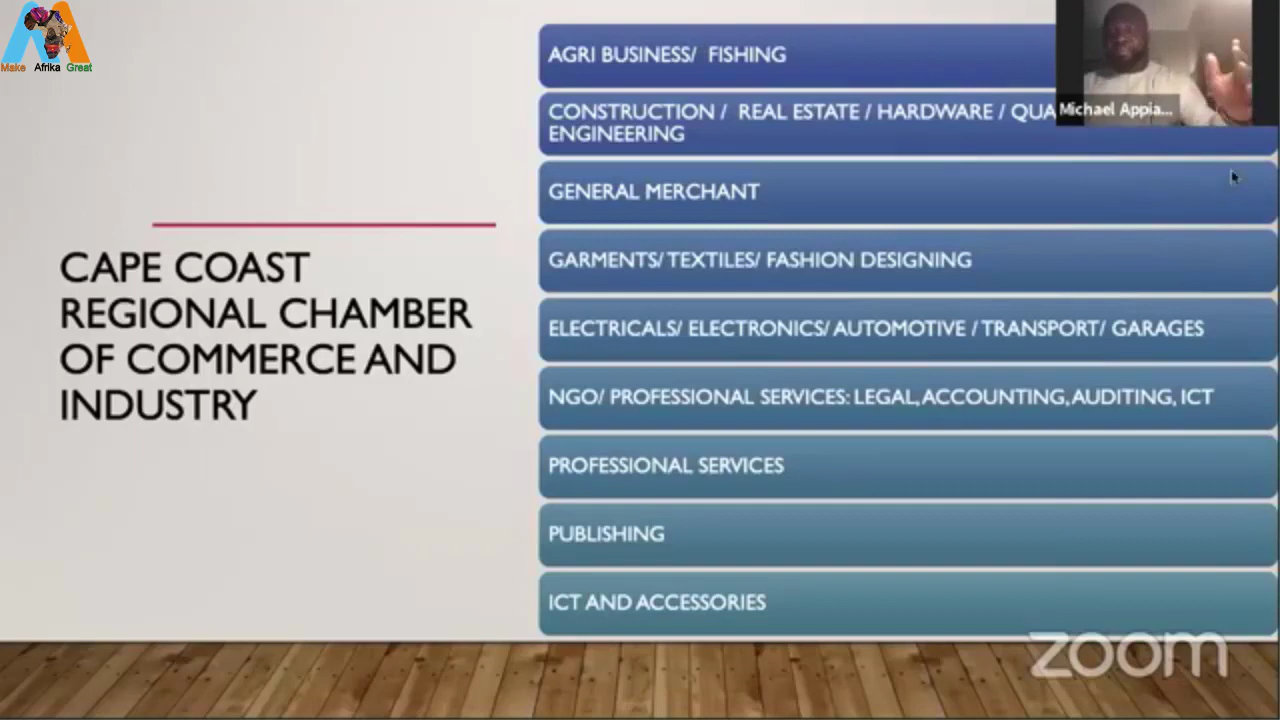 Make Afrika Great
AGRI BUSINESS/ FISHING
CONSTRUCTION / REAL ESTATE / HARDWARE /
ENGINEERING
Michael Appia...
GENERAL MERCHANT
GARMENTS/ TEXTILES/ FASHION DESIGNING
CAPE COAST
REGIONAL CHAMBER
OF COMMERCE AND
INDUSTRY
ELECTRICALS/ ELECTRONICS/ AUTOMOTIVE / TRANSPORT/ GARAGES
NGO/ PROFESSIONAL SERVICES: LEGAL, ACCOUNTING, AUDITING, ICT
PROFESSIONAL SERVICES
PUBLISHING
ICT AND ACCESSORIES
zoom